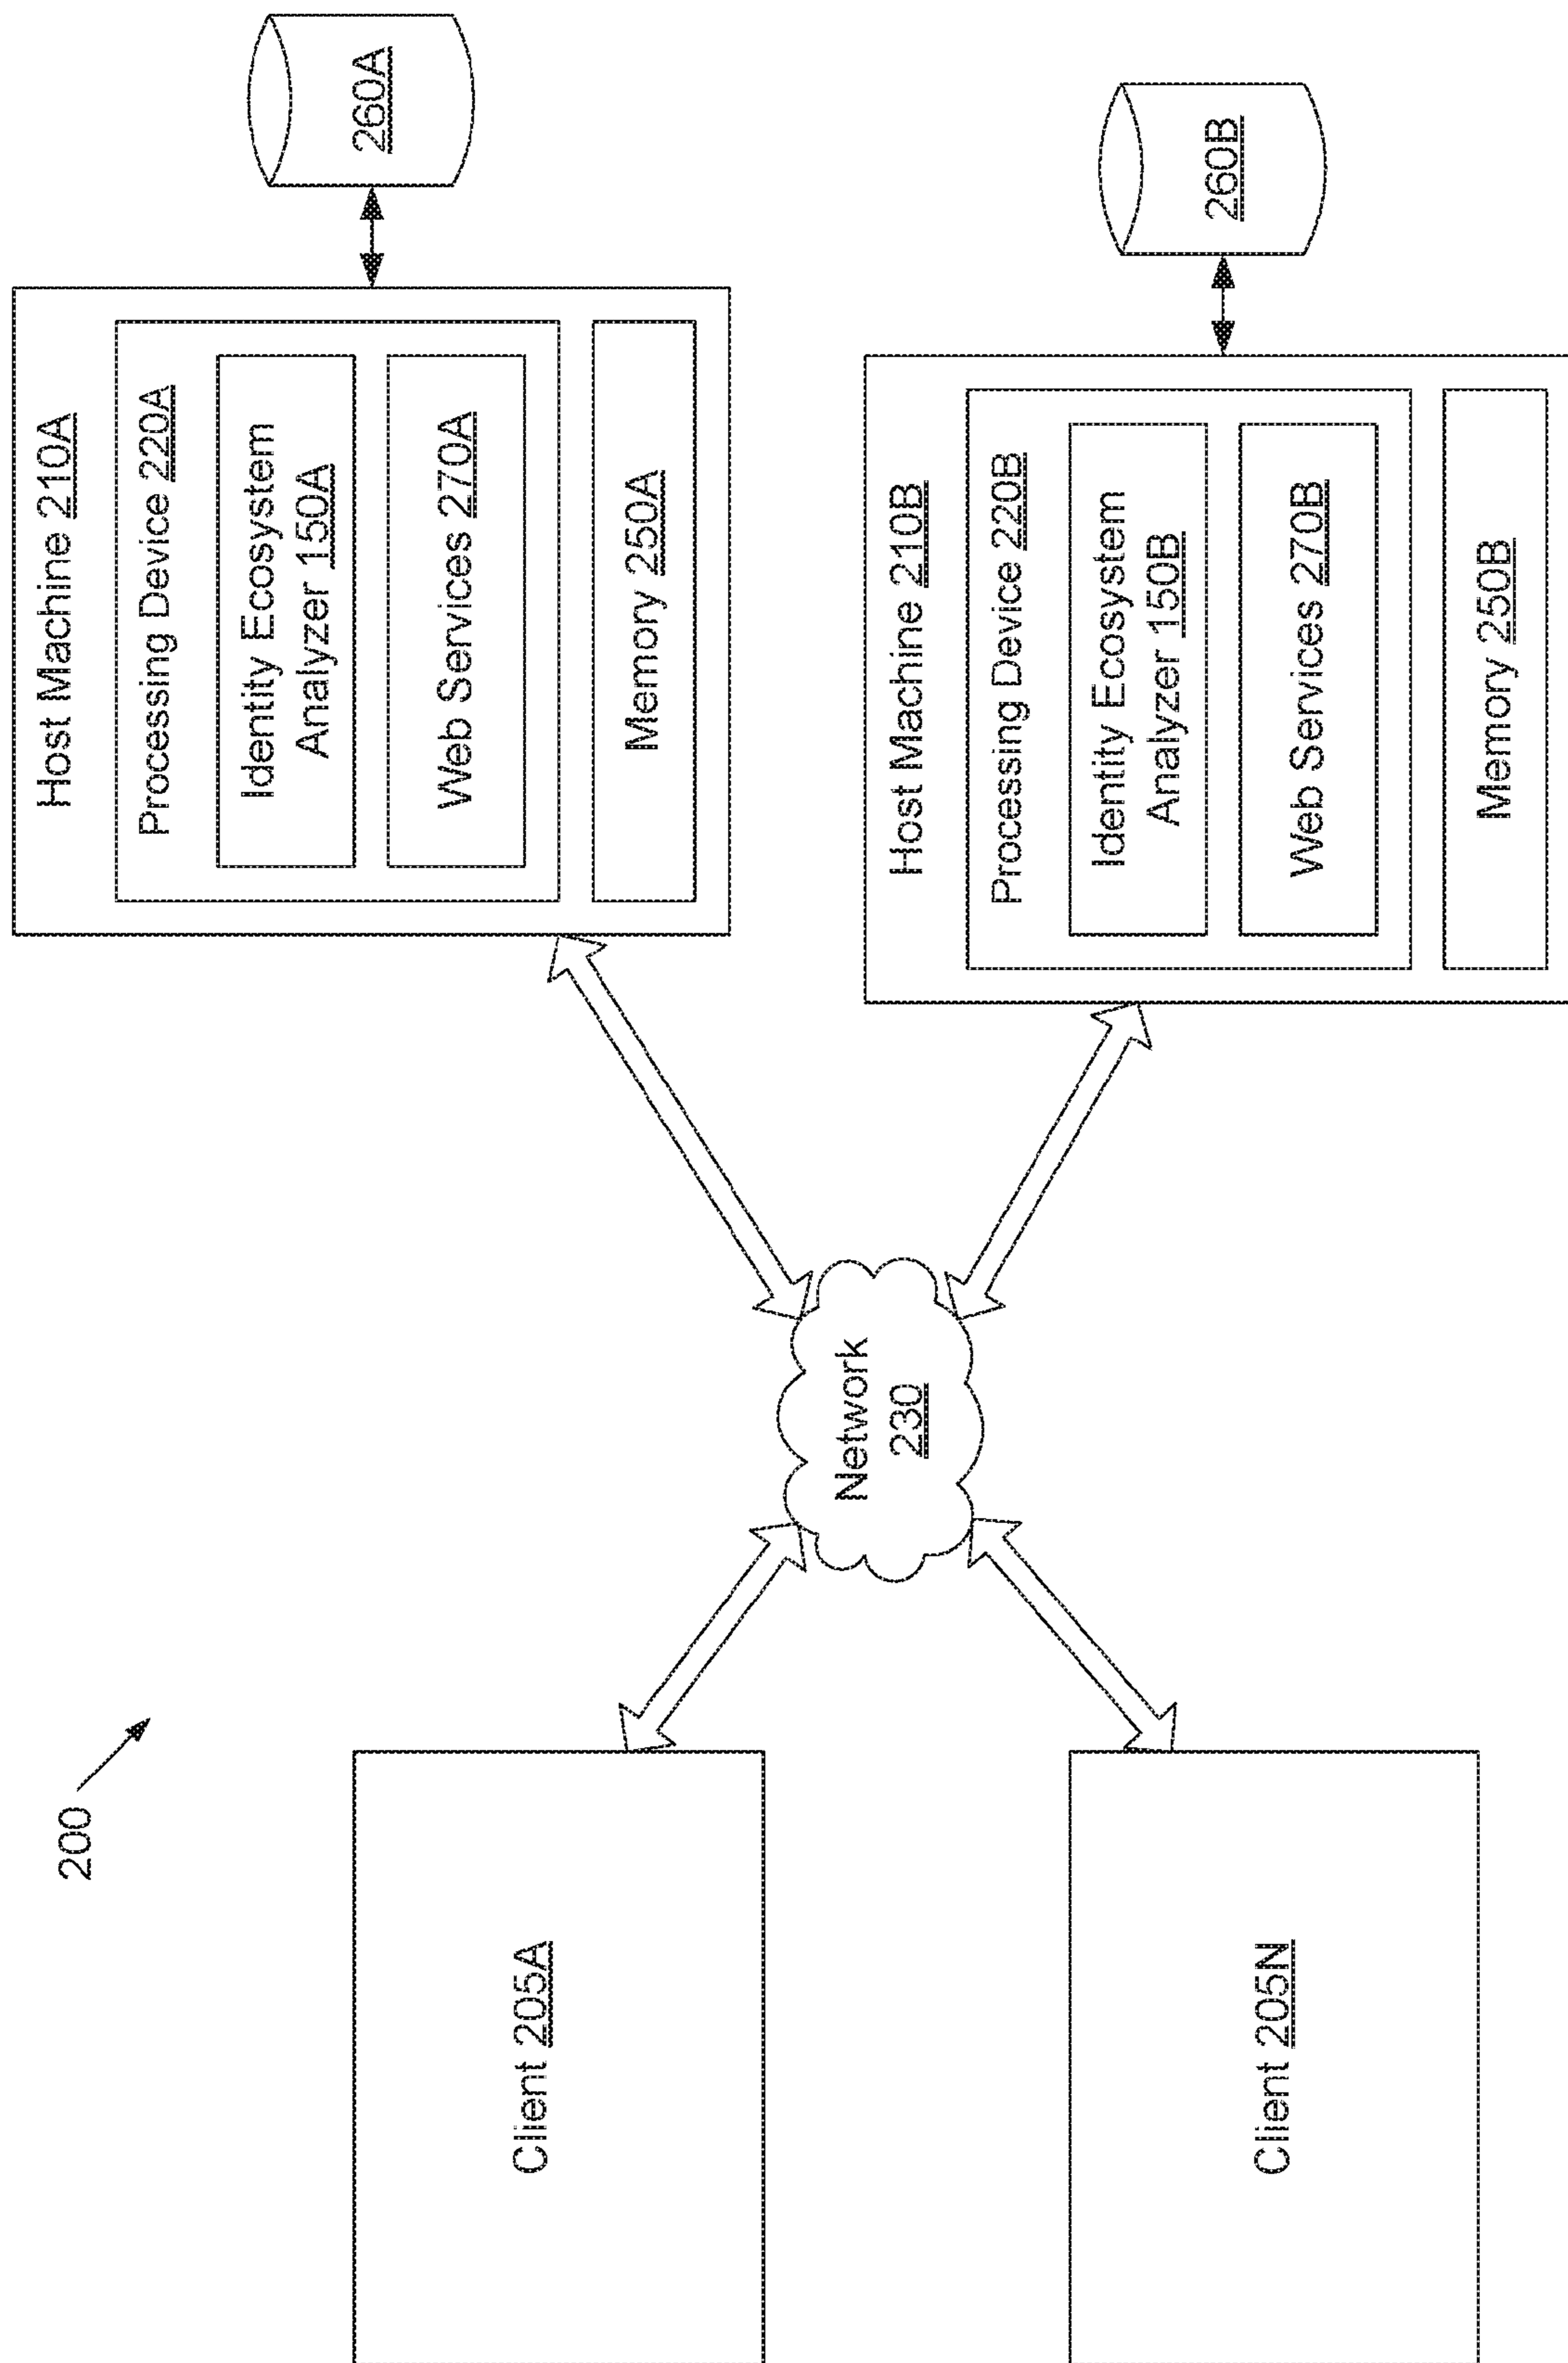 200
Client 205A
Client 205N
Network
230
Host Machine 210A
Processing Device 220A
Identity Ecosystem
Analyzer 150A
Web Services 270A
Memory 250A
260A
Host Machine 210B
Processing Device 220B
Identity Ecosystem
Analyzer 150B
Web Services 270B
Memory 250B
260B